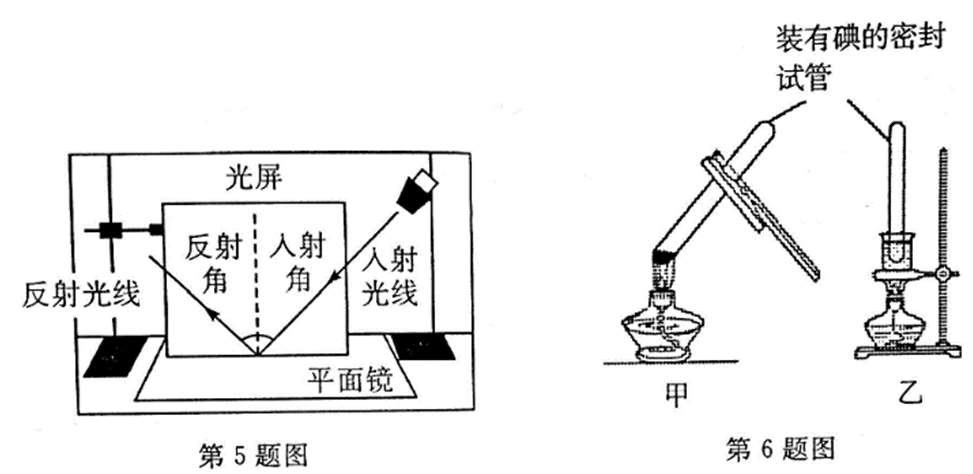 装有碘的密封
试管
光屏
反射
角
入射
角
入射
光线
反射光线
平面镜
甲
乙
第5题图
第6题图